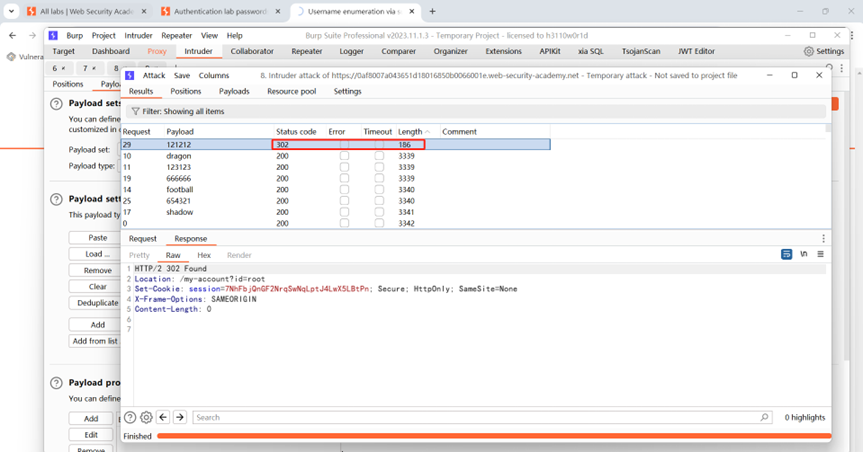 All labs | Web Security Acade ×
Authentication lab password ×
Username enumeration via e ×
Burp Project Intruder Repeater View Help
Burp Suite Professional v2023.11.1.3 - Temporary Project - licensed to h3110w0r1d
Vulnera
Target Dashboard Proxy Intruder Collaborator Repeater Logger Comparer Organizer Extensions APIKit xia SQL TsojanScan JWT Editor Settings
6 × 7 × 8
Positions Paylo
Payload sets
You can define
customized in d
Payload set:
Payload type:
Payload sett
This payload ty
Paste
Load ...
Remove
Clear
Deduplicate
Add
Add from list
Payload pro
You can define
Add
Edit
Remove
Attack Save Columns
8. Intruder attack of https://0af8007a043651d18016850b0066001e.web-security-academy.net - Temporary attack - Not saved to project file
Results Positions Payloads Resource pool Settings
Filter: Showing all items
Request Payload Status code Error Timeout Length Comment
29 121212 302 186
10 dragon 200 3339
11 123123 200 3339
19 666666 200 3339
14 football 200 3340
25 654321 200 3340
17 shadow 200 3341
0 200 3342
Request Response
Pretty Raw Hex Render
1 HTTP/2 302 Found
2 Location: /my-account?id=root
3 Set-Cookie: session=7NhFbjQnGF2NrqSwNqLptJ4LwX5LBtPn; Secure; HttpOnly; SameSite=None
4 X-Frame-Options: SAMEORIGIN
5 Content-Length: 0
6
7
Search
0 highlights
Finished